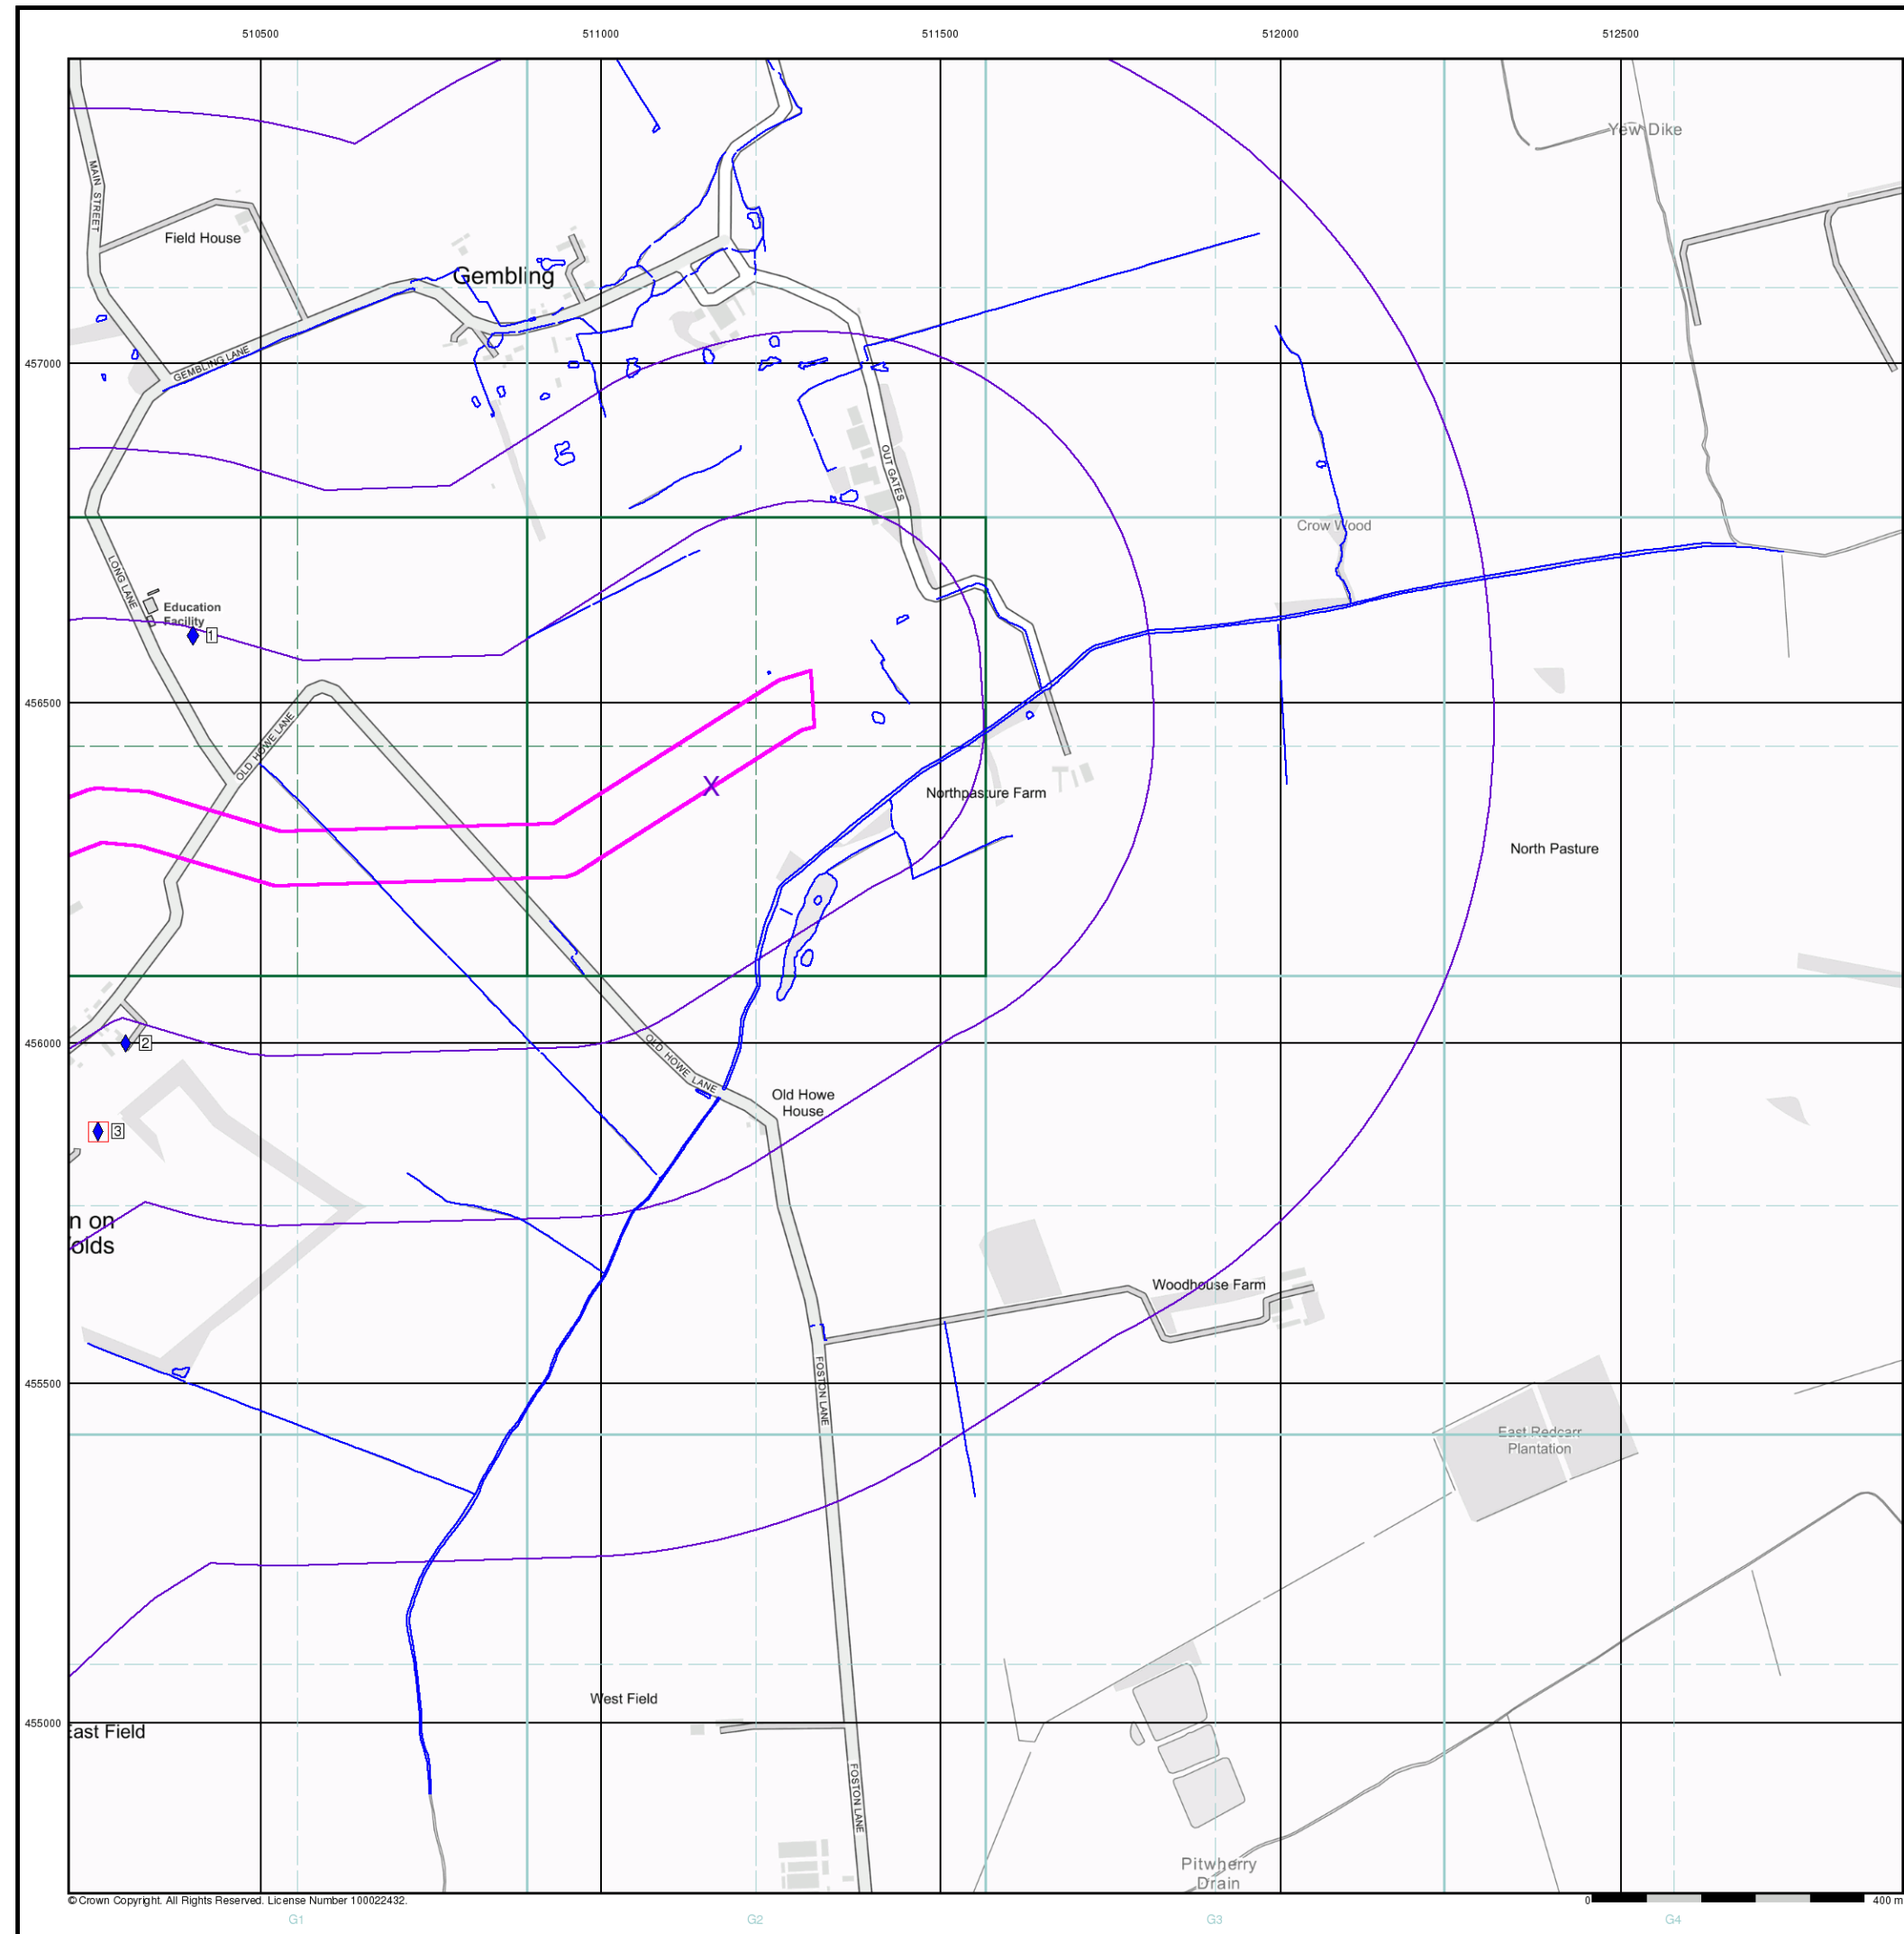 510500 511000 511500 512000 512500
Yew Dike
MAIN STREET
Field House
Gembling
457000
GEMBLING LANE
OUT GATES
Crow Wood
LONG LANE
Education
Facility
1
456500
OLD HOWE LANE
X
Northpasture Farm
North Pasture
456000
2
OLD HOWE LANE
Old Howe
House
3
n on
olds
Woodhouse Farm
455500
FOSTON LANE
East Redcarr
Plantation
West Field
455000
East Field
FOSTON LANE
Pitwherry
Drain
© Crown Copyright. All Rights Reserved. License Number 100022432.
0 400 m
G1 G2 G3 G4